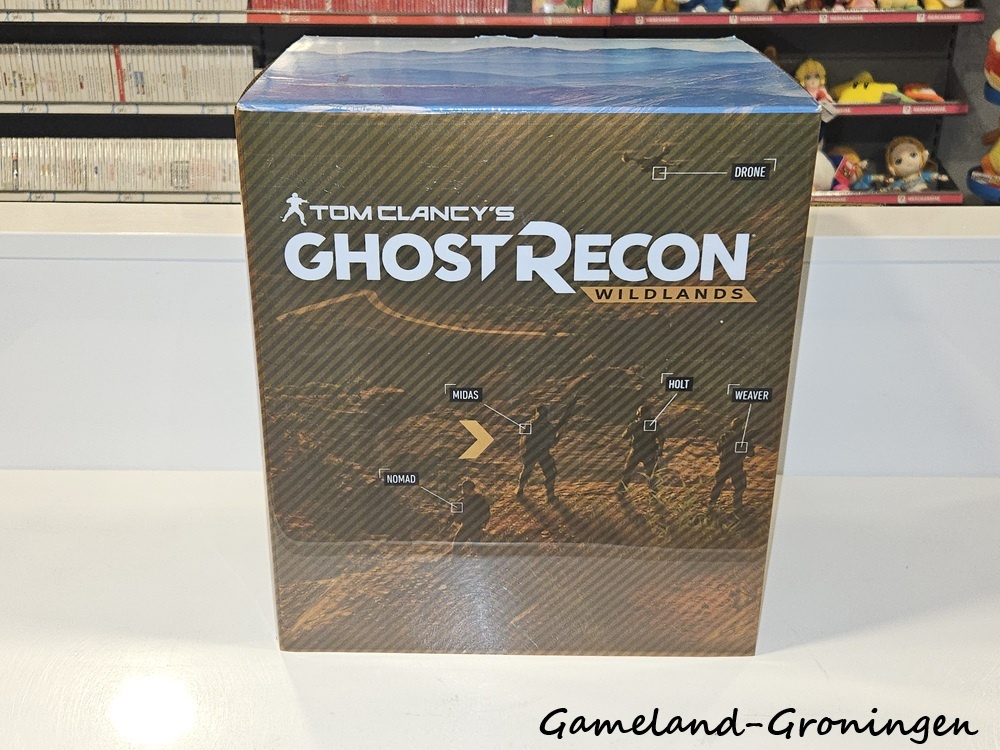 DRONE
TOM CLANCY'S
GHOST RECON
WILDLANDS
MIDAS
HOLT
WEAVER
NOMAD
Gameland-Groningen